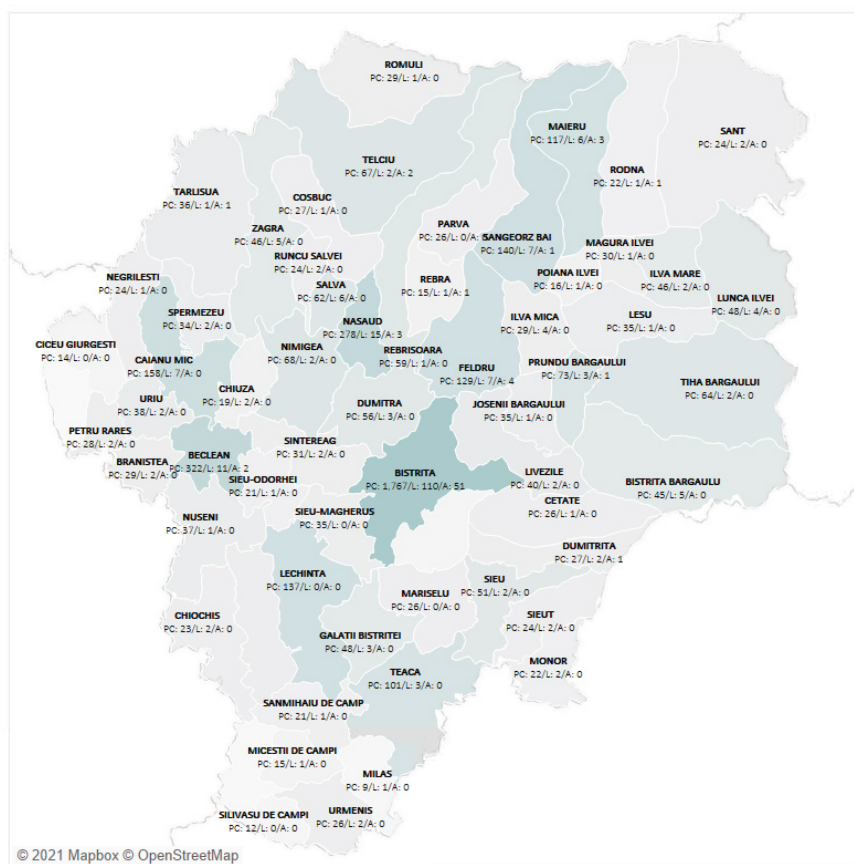 ROMULI
PC: 29/L: 1/A: 0
MAIERU
PC: 117/L: 6/A: 3
SANT
PC: 24/L: 2/A: 0
TELCIU
PC: 67/L: 2/A: 2
RODNA
PC: 22/L: 1/A: 1
TARLISUA
PC: 36/L: 1/A: 1
COSBUC
PC: 27/L: 1/A: 0
PARVA
PC: 26/L: 0/A:
ZAGRA
PC: 46/L: 5/A: 0
SANGEORZ BAI
PC: 140/L: 7/A: 1
MAGURA ILVEI
PC: 30/L: 1/A: 0
RUNCU SALVEI
PC: 24/L: 2/A: 0
NEGRILESTI
PC: 24/L: 1/A: 0
SALVA
PC: 62/L: 6/A: 0
REBRA
PC: 15/L: 1/A: 1
POIANA ILVEI
PC: 16/L: 1/A: 0
ILVA MARE
PC: 46/L: 2/A: 0
LUNCA ILVEI
PC: 48/L: 4/A: 0
SPERMEZEU
PC: 34/L: 2/A: 0
NASAUD
PC: 278/L: 15/A: 3
ILVA MICA
PC: 29/L: 4/A: 0
LESU
PC: 35/L: 1/A: 0
CICEU GIURGESTI
PC: 14/L: 0/A: 0
NIMIGEA
PC: 68/L: 2/A: 0
REBRISOARA
PC: 59/L: 1/A: 0
CAIANU MIC
PC: 158/L: 7/A: 0
FELDRU
PC: 129/L: 7/A: 4
PRUNDU BARGAULUI
PC: 73/L: 3/A: 1
TIHA BARGAULUI
PC: 64/L: 2/A: 0
CHIUZA
PC: 19/L: 2/A: 0
URIU
PC: 38/L: 2/A: 0
DUMITRA
PC: 56/L: 3/A: 0
JOSENII BARGAULUI
PC: 35/L: 1/A: 0
PETRU RARES
PC: 28/L: 2/A: 0
SINTEREAG
PC: 31/L: 2/A: 0
BECLEAN
PC: 322/L: 11/A: 2
BRANISTEA
PC: 29/L: 2/A: 0
BISTRITA
PC: 1,767/L: 110/A: 51
LIVEZILE
PC: 40/L: 2/A: 0
SIEU-ODORHEI
PC: 21/L: 1/A: 0
BISTRITA BARGAULU
PC: 45/L: 5/A: 0
CETATE
PC: 26/L: 1/A: 0
SIEU-MAGHERUS
PC: 35/L: 0/A: 0
NUSENI
PC: 37/L: 1/A: 0
DUMITRITA
PC: 27/L: 2/A: 1
LECHINTA
PC: 137/L: 0/A: 0
SIEU
PC: 51/L: 2/A: 0
MARISELU
PC: 26/L: 0/A: 0
CHIOCHIS
PC: 23/L: 2/A: 0
SIEUT
PC: 24/L: 2/A: 0
GALATII BISTRITEI
PC: 48/L: 3/A: 0
MONOR
PC: 22/L: 2/A: 0
TEACA
PC: 101/L: 3/A: 0
SANMIHAIU DE CAMP
PC: 21/L: 1/A: 0
MICESTII DE CAMPI
PC: 15/L: 1/A: 0
MILAS
PC: 9/L: 1/A: 0
SILIVASU DE CAMPI
PC: 12/L: 0/A: 0
URMENIS
PC: 26/L: 2/A: 0
© 2021 Mapbox © OpenStreetMap